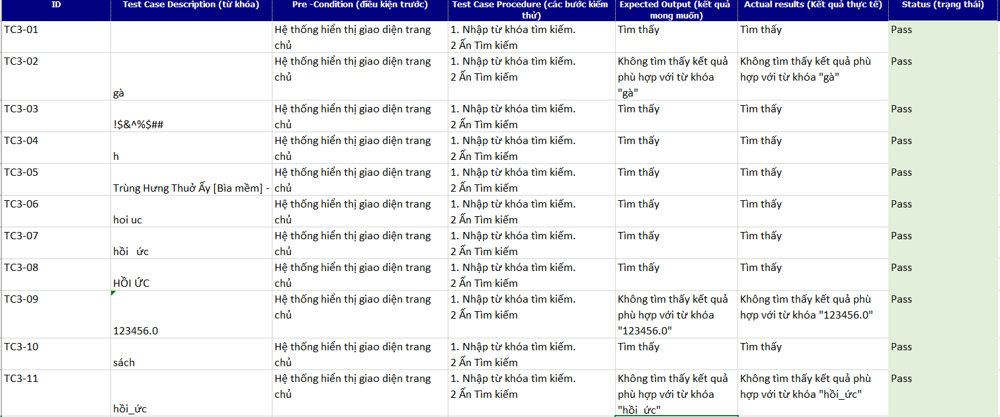 ID	Test Case Description (từ khóa)	Pre -Condition (điều kiện trước)	Test Case Procedure (các bước kiếm	Expected Output (kết quả	Actual results (Kết quả thực tế)	Status (trạng thái)
thử)	mong muốn)
TC3-01	Hệ thống hiển thị giao diện trang	1. Nhập từ khóa tìm kiếm.	Tìm thấy	Tìm thấy	Pass
chủ	2 Ấn Tìm kiếm
TC3-02	Hệ thống hiển thị giao diện trang	1. Nhập từ khóa tìm kiếm.	Không tìm thấy kết quả	Không tìm thấy kết quả phù	Pass
chủ	2 Ấn Tìm kiếm	phù hợp với từ khóa	hợp với từ khóa "gà"
gà	"gà"
TC3-03	Hệ thống hiển thị giao diện trang	1. Nhập từ khóa tìm kiếm.	Tìm thấy	Tìm thấy	Pass
!$&^%$##	chủ	2 Ấn Tìm kiếm
TC3-04	Hệ thống hiển thị giao diện trang	1. Nhập từ khóa tìm kiếm.	Tìm thấy	Tìm thấy	Pass
h	chủ	2 Ấn Tìm kiếm
TC3-05	Hệ thống hiển thị giao diện trang	1. Nhập từ khóa tìm kiếm.	Tìm thấy	Tìm thấy	Pass
Trùng Hưng Thuở Ấy [Bìa mềm] -	chủ	2 Ấn Tìm kiếm
TC3-06	Hệ thống hiển thị giao diện trang	1. Nhập từ khóa tìm kiếm.	Tìm thấy	Tìm thấy	Pass
hoi uc	chủ	2 Ấn Tìm kiếm
TC3-07	Hệ thống hiển thị giao diện trang	1. Nhập từ khóa tìm kiếm.	Tìm thấy	Tìm thấy	Pass
hồi   ức	chủ	2 Ấn Tìm kiếm
TC3-08	Hệ thống hiển thị giao diện trang	1. Nhập từ khóa tìm kiếm.	Tìm thấy	Tìm thấy	Pass
HỒI ỨC	chủ	2 Ấn Tìm kiếm
TC3-09	Hệ thống hiển thị giao diện trang	1. Nhập từ khóa tìm kiếm.	Không tìm thấy kết quả	Không tìm thấy kết quả phù	Pass
chủ	2 Ấn Tìm kiếm	phù hợp với từ khóa	hợp với từ khóa "123456.0"
123456.0	"123456.0"
TC3-10	Hệ thống hiển thị giao diện trang	1. Nhập từ khóa tìm kiếm.	Tìm thấy	Tìm thấy	Pass
sách	chủ	2 Ấn Tìm kiếm
TC3-11	Hệ thống hiển thị giao diện trang	1. Nhập từ khóa tìm kiếm.	Không tìm thấy kết quả	Không tìm thấy kết quả phù	Pass
chủ	2 Ấn Tìm kiếm	phù hợp với từ khóa	hợp với từ khóa "hồi_ức"
hồi_ức	"hồi_ức"